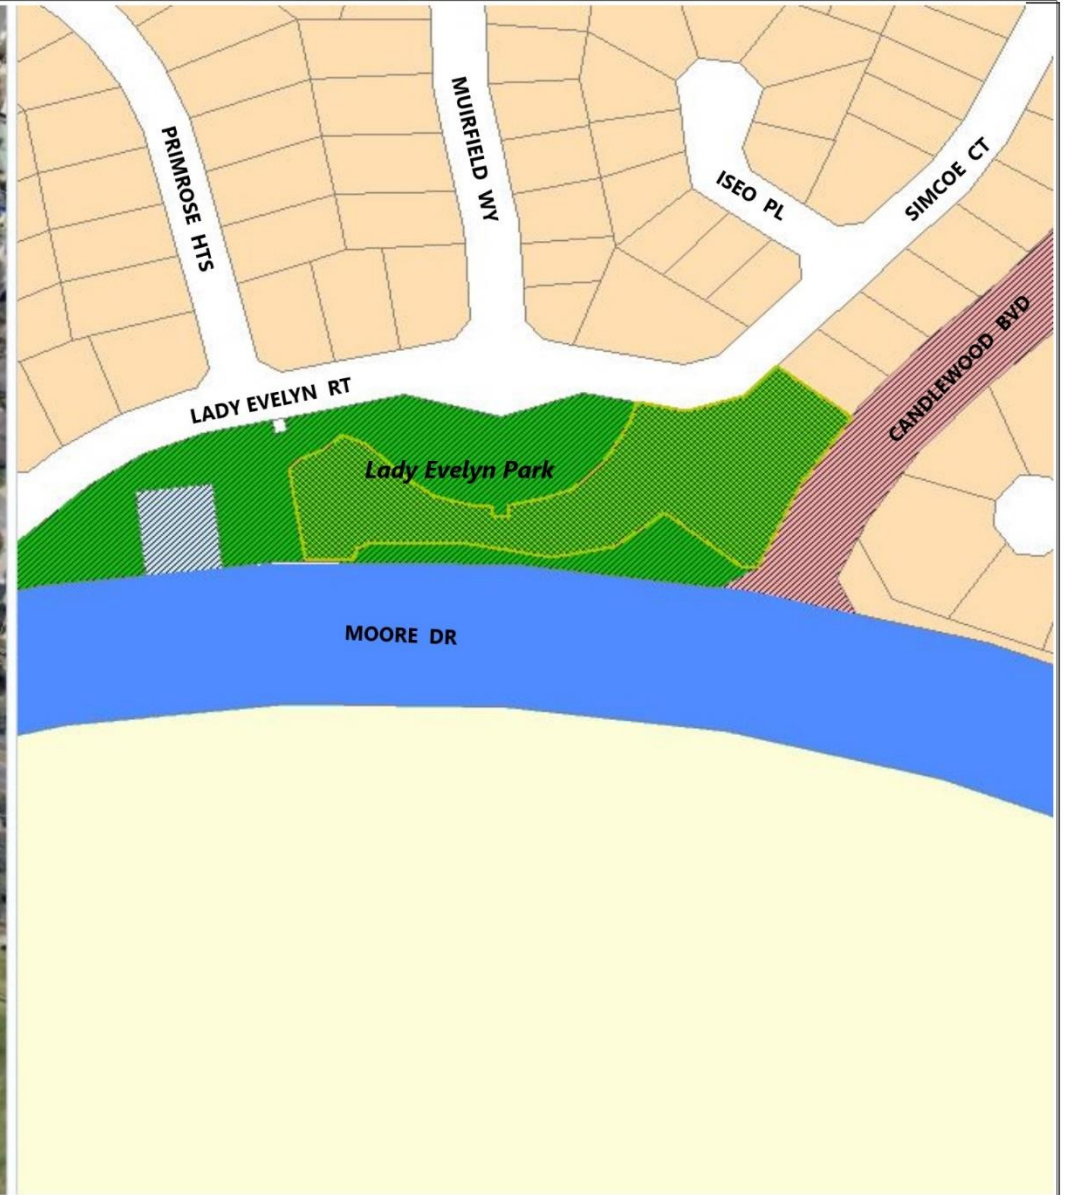 PRIMROSE HTS
MUIRFIELD WY
ISEO PL
SIMCOE CT
CANDLEWOOD BVD
LADY EVELYN RT
Lady Evelyn Park
MOORE DR